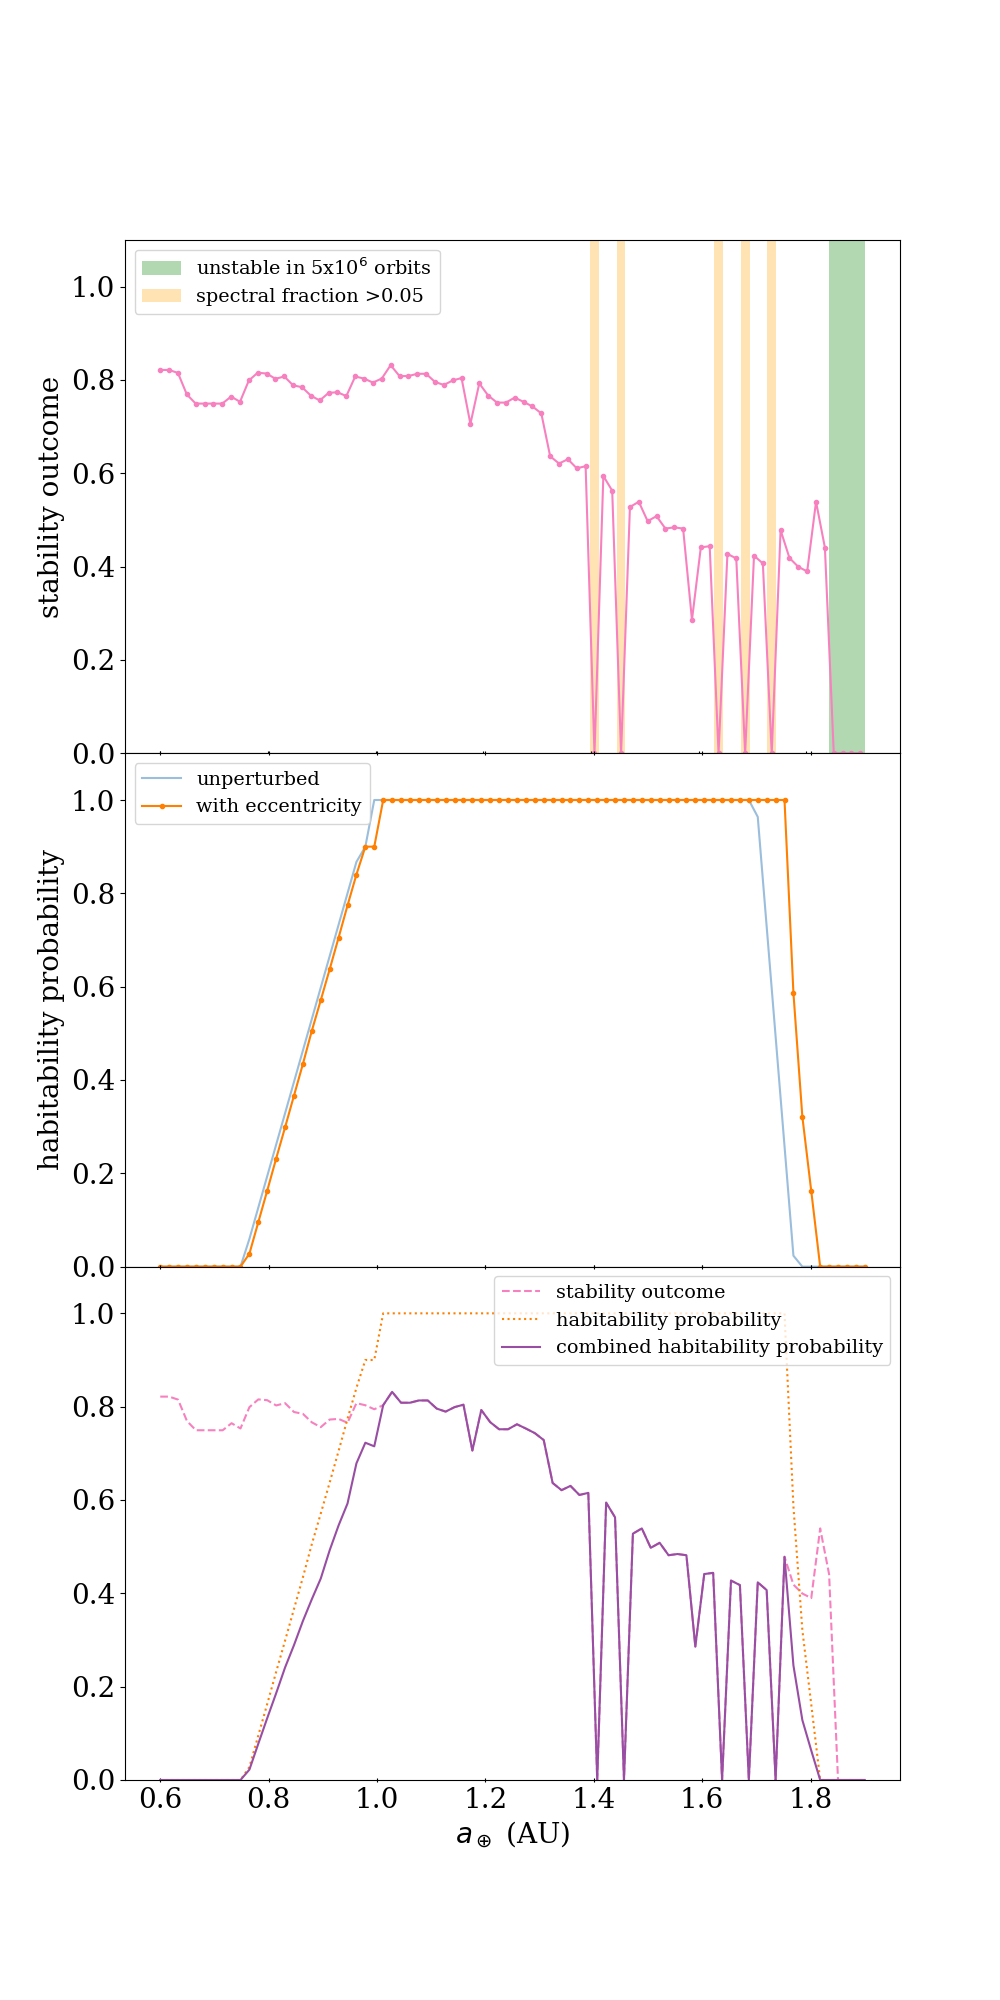 unstable in 5x10⁶ orbits
spectral fraction >0.05
1.0
0.8
0.6
0.4
0.2
0.0
stability outcome
unperturbed
with eccentricity
1.0
0.8
0.6
0.4
0.2
0.0
habitability probability
stability outcome
habitability probability
combined habitability probability
1.0
0.8
0.6
0.4
0.2
0.0
0.6 0.8 1.0 1.2 1.4 1.6 1.8
a⊕ (AU)